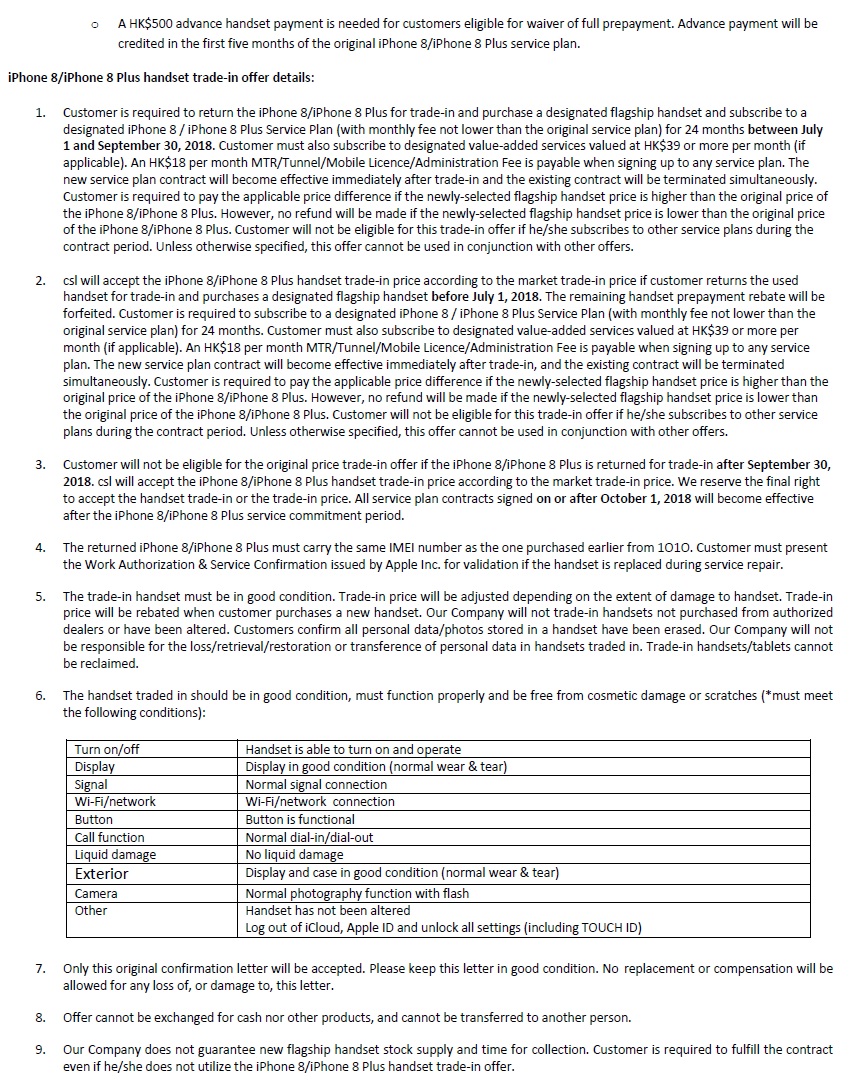 o A HK$500 advance handset payment is needed for customers eligible for waiver of full prepayment. Advance payment will be
credited in the first five months of the original iPhone 8/iPhone 8 Plus service plan.
iPhone 8/iPhone 8 Plus handset trade-in offer details:
1. Customer is required to return the iPhone 8/iPhone 8 Plus for trade-in and purchase a designated flagship handset and subscribe to a
designated iPhone 8 / iPhone 8 Plus Service Plan (with monthly fee not lower than the original service plan) for 24 months between July
1 and September 30, 2018. Customer must also subscribe to designated value-added services valued at HK$39 or more per month (if
applicable). An HK$18 per month MTR/Tunnel/Mobile Licence/Administration Fee is payable when signing up to any service plan. The
new service plan contract will become effective immediately after trade-in and the existing contract will be terminated simultaneously.
Customer is required to pay the applicable price difference if the newly-selected flagship handset price is higher than the original price of
the iPhone 8/iPhone 8 Plus. However, no refund will be made if the newly-selected flagship handset price is lower than the original price
of the iPhone 8/iPhone 8 Plus. Customer will not be eligible for this trade-in offer if he/she subscribes to other service plans during the
contract period. Unless otherwise specified, this offer cannot be used in conjunction with other offers.
2. csl will accept the iPhone 8/iPhone 8 Plus handset trade-in price according to the market trade-in price if customer returns the used
handset for trade-in and purchases a designated flagship handset before July 1, 2018. The remaining handset prepayment rebate will be
forfeited. Customer is required to subscribe to a designated iPhone 8 / iPhone 8 Plus Service Plan (with monthly fee not lower than the
original service plan) for 24 months. Customer must also subscribe to designated value-added services valued at HK$39 or more per
month (if applicable). An HK$18 per month MTR/Tunnel/Mobile Licence/Administration Fee is payable when signing up to any service
plan. The new service plan contract will become effective immediately after trade-in, and the existing contract will be terminated
simultaneously. Customer is required to pay the applicable price difference if the newly-selected flagship handset price is higher than the
original price of the iPhone 8/iPhone 8 Plus. However, no refund will be made if the newly-selected flagship handset price is lower than
the original price of the iPhone 8/iPhone 8 Plus. Customer will not be eligible for this trade-in offer if he/she subscribes to other service
plans during the contract period. Unless otherwise specified, this offer cannot be used in conjunction with other offers.
3. Customer will not be eligible for the original price trade-in offer if the iPhone 8/iPhone 8 Plus is returned for trade-in after September 30,
2018. csl will accept the iPhone 8/iPhone 8 Plus handset trade-in price according to the market trade-in price. We reserve the final right
to accept the handset trade-in or the trade-in price. All service plan contracts signed on or after October 1, 2018 will become effective
after the iPhone 8/iPhone 8 Plus service commitment period.
4. The returned iPhone 8/iPhone 8 Plus must carry the same IMEI number as the one purchased earlier from 1O1O. Customer must present
the Work Authorization & Service Confirmation issued by Apple Inc. for validation if the handset is replaced during service repair.
5. The trade-in handset must be in good condition. Trade-in price will be adjusted depending on the extent of damage to handset. Trade-in
price will be rebated when customer purchases a new handset. Our Company will not trade-in handsets not purchased from authorized
dealers or have been altered. Customers confirm all personal data/photos stored in a handset have been erased. Our Company will not
be responsible for the loss/retrieval/restoration or transference of personal data in handsets traded in. Trade-in handsets/tablets cannot
be reclaimed.
6. The handset traded in should be in good condition, must function properly and be free from cosmetic damage or scratches (*must meet
the following conditions):
Turn on/off Handset is able to turn on and operate
Display Display in good condition (normal wear & tear)
Signal Normal signal connection
Wi-Fi/network Wi-Fi/network connection
Button Button is functional
Call function Normal dial-in/dial-out
Liquid damage No liquid damage
Exterior Display and case in good condition (normal wear & tear)
Camera Normal photography function with flash
Other Handset has not been altered
Log out of iCloud, Apple ID and unlock all settings (including TOUCH ID)
7. Only this original confirmation letter will be accepted. Please keep this letter in good condition. No replacement or compensation will be
allowed for any loss of, or damage to, this letter.
8. Offer cannot be exchanged for cash nor other products, and cannot be transferred to another person.
9. Our Company does not guarantee new flagship handset stock supply and time for collection. Customer is required to fulfill the contract
even if he/she does not utilize the iPhone 8/iPhone 8 Plus handset trade-in offer.